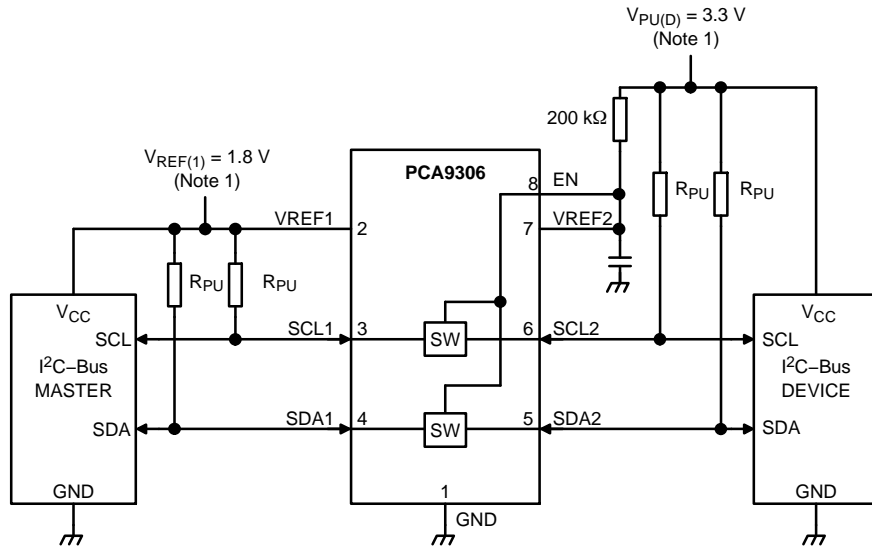 V_PU(D) = 3.3 V
(Note 1)
200 kΩ
V_REF(1) = 1.8 V
(Note 1)
PCA9306
8
EN
R_PU
R_PU
VREF1
2
7
VREF2
R_PU
R_PU
V_CC
SCL
SCL1
3
SW
6
SCL2
V_CC
SCL
I²C–Bus
MASTER
I²C–Bus
DEVICE
SDA
SDA1
4
SW
5
SDA2
SDA
GND
1
GND
GND